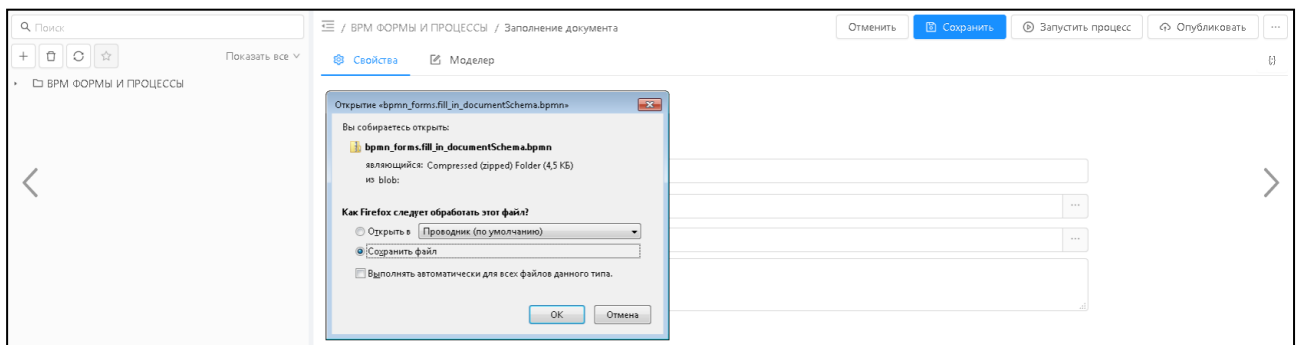 Поиск
/ BPM ФОРМЫ И ПРОЦЕССЫ / Заполнение документа
Отменить
Сохранить
Запустить процесс
Опубликовать
Показать все
Свойства
Моделер
BPM ФОРМЫ И ПРОЦЕССЫ
Открытие «bpmn_forms.fill_in_documentSchema.bpmn»
Вы собираетесь открыть:
bpmn_forms.fill_in_documentSchema.bpmn
являющийся: Compressed (zipped) Folder (4,5 КБ)
из blob:
Как Firefox следует обработать этот файл?
Открыть в Проводник (по умолчанию)
Сохранить файл
Выполнять автоматически для всех файлов данного типа.
OK
Отмена